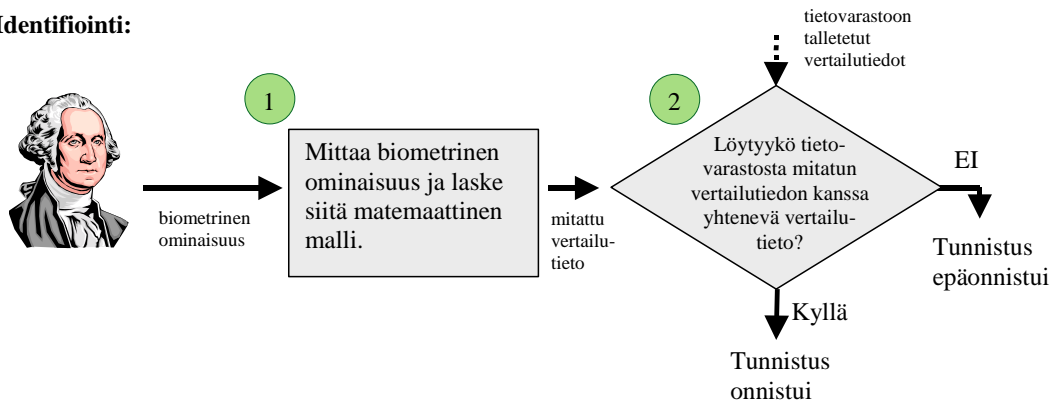 Identifiointi:
tietovarastoon
talletetut
vertailutiedot
1
2
Mittaa biometrinen
ominaisuus ja laske
siitä matemaattinen
malli.
biometrinen
ominaisuus
mitattu
vertailu-
tieto
Löytyykö tieto-
varastosta mitatun
vertailutiedon kanssa
yhtenevä vertailu-
tieto?
EI
Tunnistus
epäonnistui
Kyllä
Tunnistus
onnistui